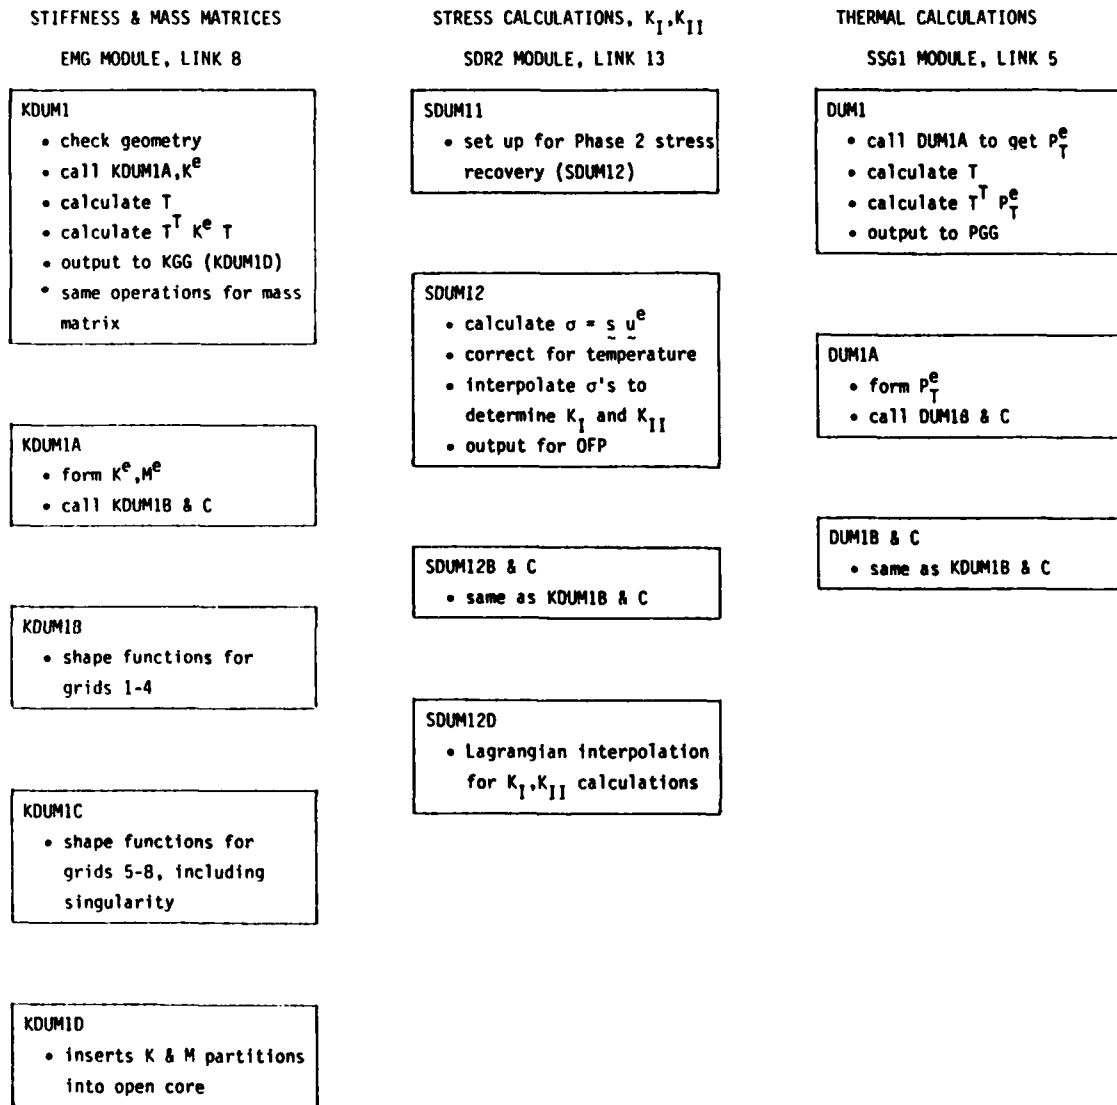 STIFFNESS & MASS MATRICES
EMG MODULE, LINK 8
KDUM1
• check geometry
• call KDUM1A,K^e
• calculate T
• calculate T^T K^e T
• output to KGG (KDUM1D)
• same operations for mass
matrix
KDUM1A
• form K^e,M^e
• call KDUM1B & C
KDUM1B
• shape functions for
grids 1-4
KDUM1C
• shape functions for
grids 5-8, including
singularity
KDUM1D
• inserts K & M partitions
into open core
STRESS CALCULATIONS, K_I,K_II
SDR2 MODULE, LINK 13
SDUM11
• set up for Phase 2 stress
recovery (SDUM12)
SDUM12
• calculate σ = s̰ ṵ^e
• correct for temperature
• interpolate σ's to
determine K_I and K_II
• output for OFP
SDUM12B & C
• same as KDUM1B & C
SDUM12D
• Lagrangian interpolation
for K_I,K_II calculations
THERMAL CALCULATIONS
SSG1 MODULE, LINK 5
DUM1
• call DUM1A to get P_T^e
• calculate T
• calculate T^T P_T^e
• output to PGG
DUM1A
• form P_T^e
• call DUM1B & C
DUM1B & C
• same as KDUM1B & C